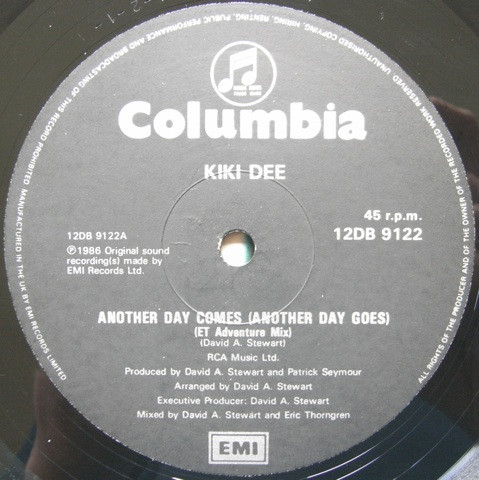 UNAUTHORISED COPYING, HIRING, RENTING, PUBLIC PERFORMANCE AND BROADCASTING OF THIS RECORD PROHIBITED MANUFACTURED IN THE UK BY EMI RECORDS LIMITED
ALL RIGHTS OF THE PRODUCER AND OF THE OWNER OF THE RECORDED WORK RESERVED
Columbia
KIKI DEE
45 r.p.m.
12DB 9122A
12DB 9122
℗1986 Original sound
recording(s) made by
EMI Records Ltd.
ANOTHER DAY COMES (ANOTHER DAY GOES)
(ET Adventure Mix)
(David A. Stewart)
RCA Music Ltd.
Produced by David A. Stewart and Patrick Seymour
Arranged by David A. Stewart
Executive Producer: David A. Stewart
Mixed by David A. Stewart and Eric Thorngren
EMI